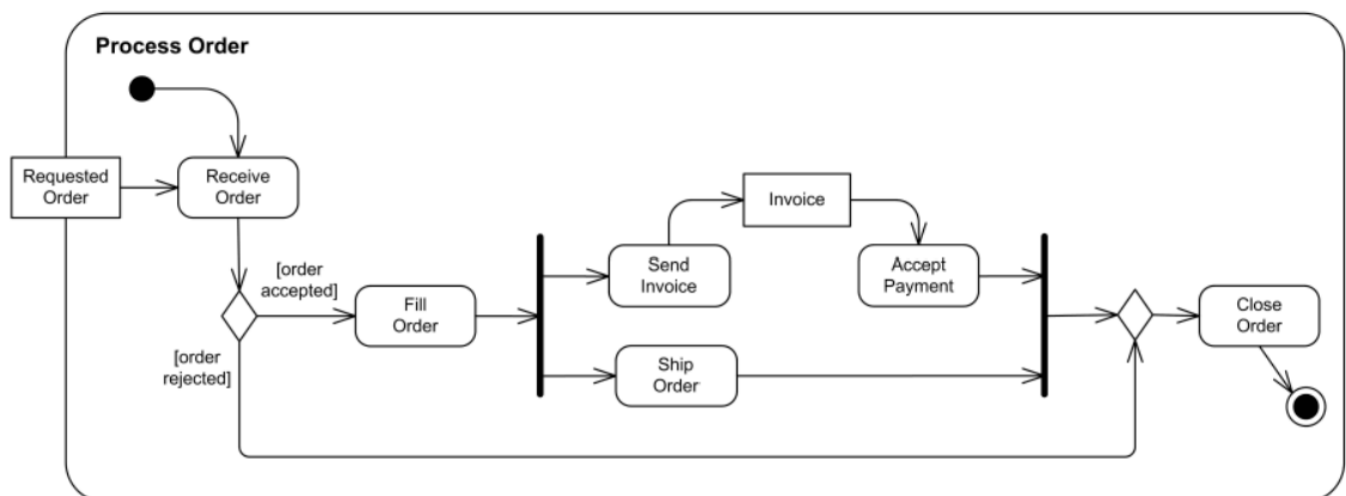 Process Order
Requested
Order
Receive
Order
[order
accepted]
[order
rejected]
Fill
Order
Send
Invoice
Invoice
Accept
Payment
Ship
Order
Close
Order